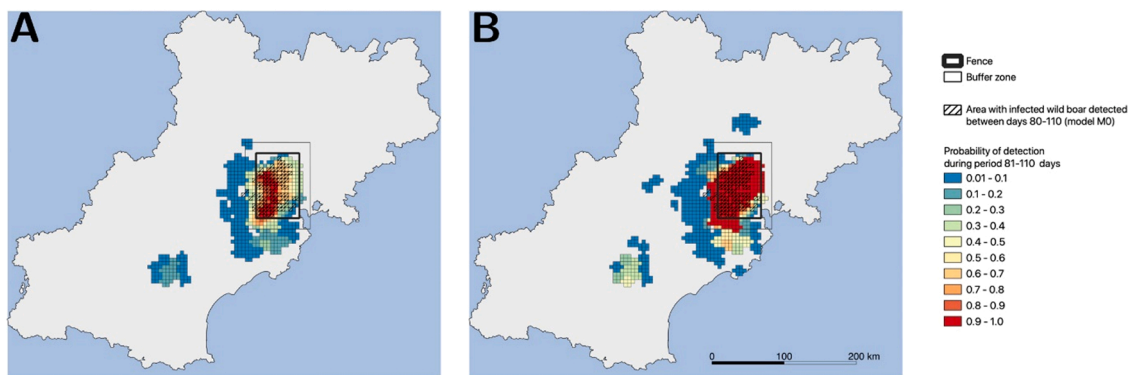 A
B
Fence
Buffer zone
Area with infected wild boar detected
between days 80-110 (model M0)
Probability of detection
during period 81-110 days
0.01 - 0.1
0.1 - 0.2
0.2 - 0.3
0.3 - 0.4
0.4 - 0.5
0.5 - 0.6
0.6 - 0.7
0.7 - 0.8
0.8 - 0.9
0.9 - 1.0
0 100 200 km